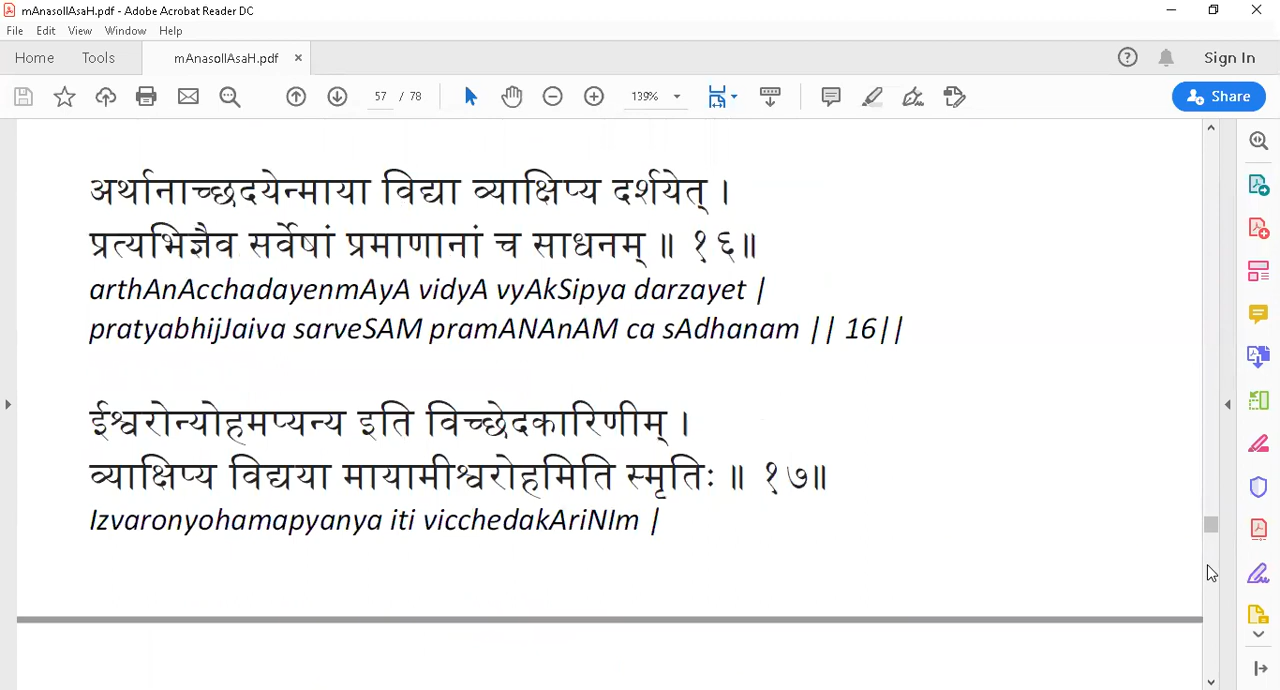 mAnasollAsaH.pdf - Adobe Acrobat Reader DC
File Edit View Window Help
Home Tools mAnasollAsaH.pdf × Sign In
57 / 78 139% Share
अर्थानाच्छदयेन्माया विद्या व्याक्षिप्य दर्शयेत् ।
प्रत्यभिज्ञैव सर्वेषां प्रमाणानां च साधनम् ॥ १६॥
arthAnAcchadayenmAyA vidyA vyAkSipya darzayet |
pratyabhijJaiva sarveSAM pramANAnAM ca sAdhanam || 16||
ईश्वरोन्योहमप्यन्य इति विच्छेदकारिणीम् ।
व्याक्षिप्य विद्यया मायामीश्वरोहमिति स्मृतिः ॥ १७॥
Izvaronyohamapyanya iti vicchedakAriNIm |